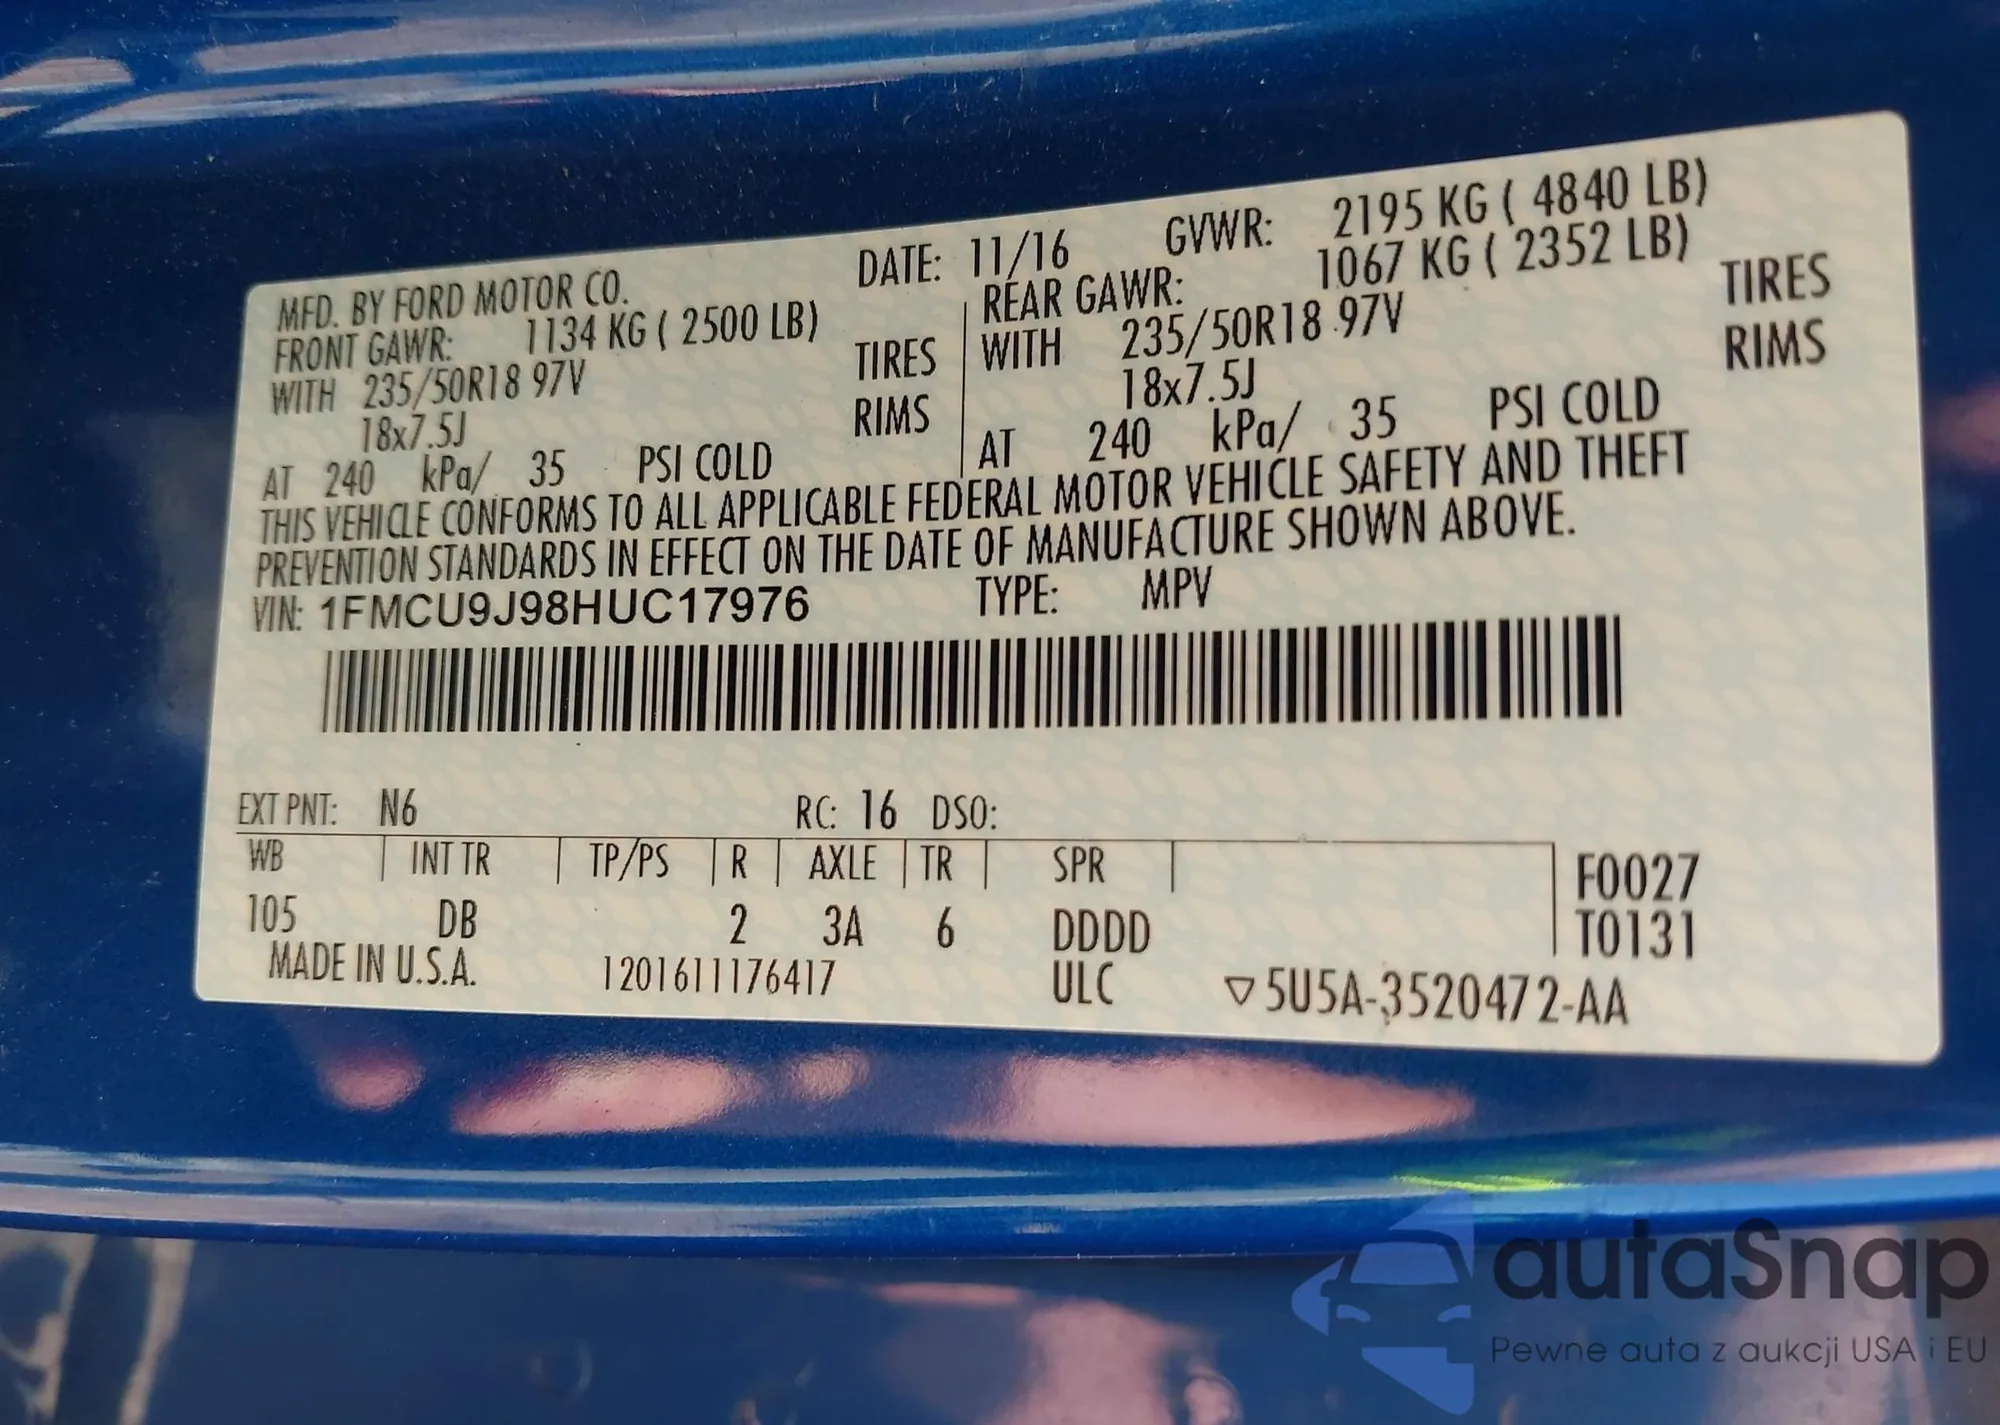 MFD. BY FORD MOTOR CO. DATE: 11/16 GVWR: 2195 KG ( 4840 LB)
FRONT GAWR: 1134 KG ( 2500 LB) REAR GAWR: 1067 KG ( 2352 LB)
WITH 235/50R18 97V TIRES WITH 235/50R18 97V TIRES
18x7.5J RIMS 18x7.5J RIMS
AT 240 kPa/ 35 PSI COLD AT 240 kPa/ 35 PSI COLD
THIS VEHICLE CONFORMS TO ALL APPLICABLE FEDERAL MOTOR VEHICLE SAFETY AND THEFT
PREVENTION STANDARDS IN EFFECT ON THE DATE OF MANUFACTURE SHOWN ABOVE.
VIN: 1FMCU9J98HUC17976 TYPE: MPV
EXT PNT: N6 RC: 16 DSO:
WB INT TR TP/PS R AXLE TR SPR F0027
105 DB 2 3A 6 DDDD T0131
MADE IN U.S.A. 1201611176417 ULC ▽5U5A-3520472-AA
autaSnap
Pewne auta z aukcji USA i EU